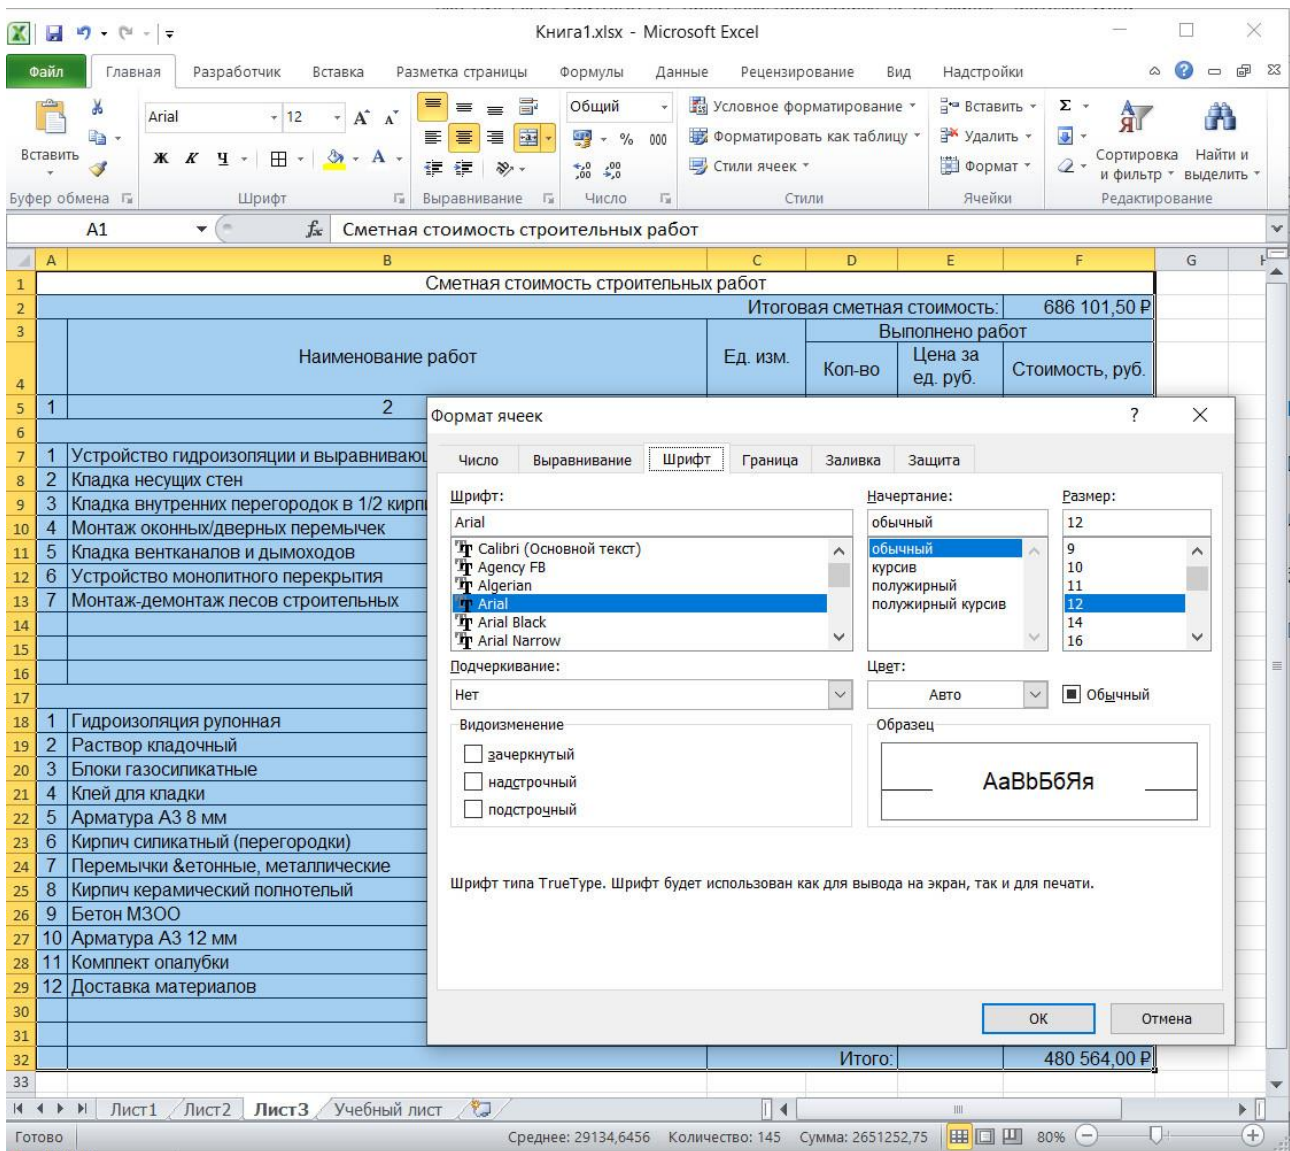 Книга1.xlsx - Microsoft Excel
Файл Главная Разработчик Вставка Разметка страницы Формулы Данные Рецензирование Вид Надстройки
Вставить
Буфер обмена
Arial 12
Ж К Ч
Шрифт
Выравнивание
Общий
% 000
Число
Условное форматирование
Форматировать как таблицу
Стили ячеек
Стили
Вставить
Удалить
Формат
Ячейки
Σ
Сортировка и фильтр
Найти и выделить
Редактирование
A1 fx Сметная стоимость строительных работ
A B C D E F G H
1 Сметная стоимость строительных работ
2 Итоговая сметная стоимость: 686 101,50 ₽
3 Выполнено работ
4 Наименование работ Ед. изм. Кол-во Цена за ед. руб. Стоимость, руб.
5 1 2
6
7 1 Устройство гидроизоляции и выравниваю
8 2 Кладка несущих стен
9 3 Кладка внутренних перегородок в 1/2 кирп
10 4 Монтаж оконных/дверных перемычек
11 5 Кладка вентканалов и дымоходов
12 6 Устройство монолитного перекрытия
13 7 Монтаж-демонтаж лесов строительных
14
15
16
17
18 1 Гидроизоляция рулонная
19 2 Раствор кладочный
20 3 Блоки газосиликатные
21 4 Клей для кладки
22 5 Арматура А3 8 мм
23 6 Кирпич силикатный (перегородки)
24 7 Перемычки &етонные, металлические
25 8 Кирпич керамический полнотелый
26 9 Бетон МЗОО
27 10 Арматура А3 12 мм
28 11 Комплект опалубки
29 12 Доставка материалов
30
31
32 Итого: 480 564,00 ₽
33
Формат ячеек ?
Число Выравнивание Шрифт Граница Заливка Защита
Шрифт: Начертание: Размер:
Arial обычный 12
Calibri (Основной текст) обычный 9
Agency FB курсив 10
Algerian полужирный 11
Arial полужирный курсив 12
Arial Black 14
Arial Narrow 16
Подчеркивание: Цвет:
Нет Авто Обычный
Видоизменение Образец
зачеркнутый
надстрочный
подстрочный
АаВbБбЯя
Шрифт типа TrueType. Шрифт будет использован как для вывода на экран, так и для печати.
ОК Отмена
Лист1 Лист2 Лист3 Учебный лист
Готово Среднее: 29134,6456 Количество: 145 Сумма: 2651252,75 80%